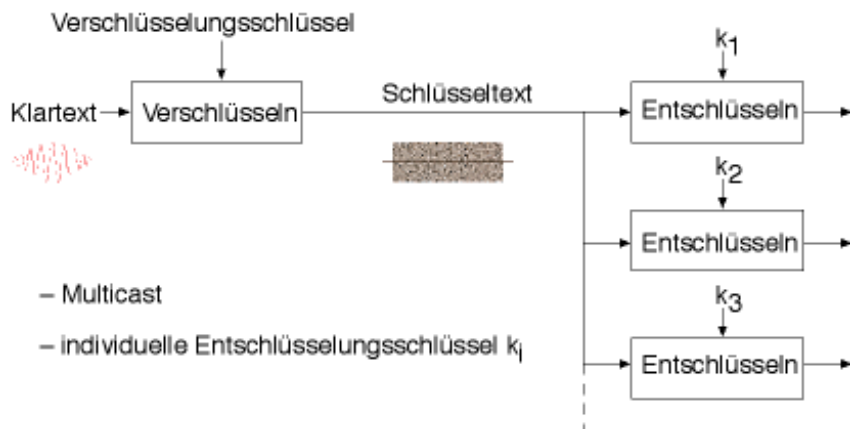 Verschlüsselungsschlüssel
Klartext
Verschlüsseln
Schlüsseltext
k1
Entschlüsseln
k2
Entschlüsseln
k3
Entschlüsseln
– Multicast
– individuelle Entschlüsselungsschlüssel ki